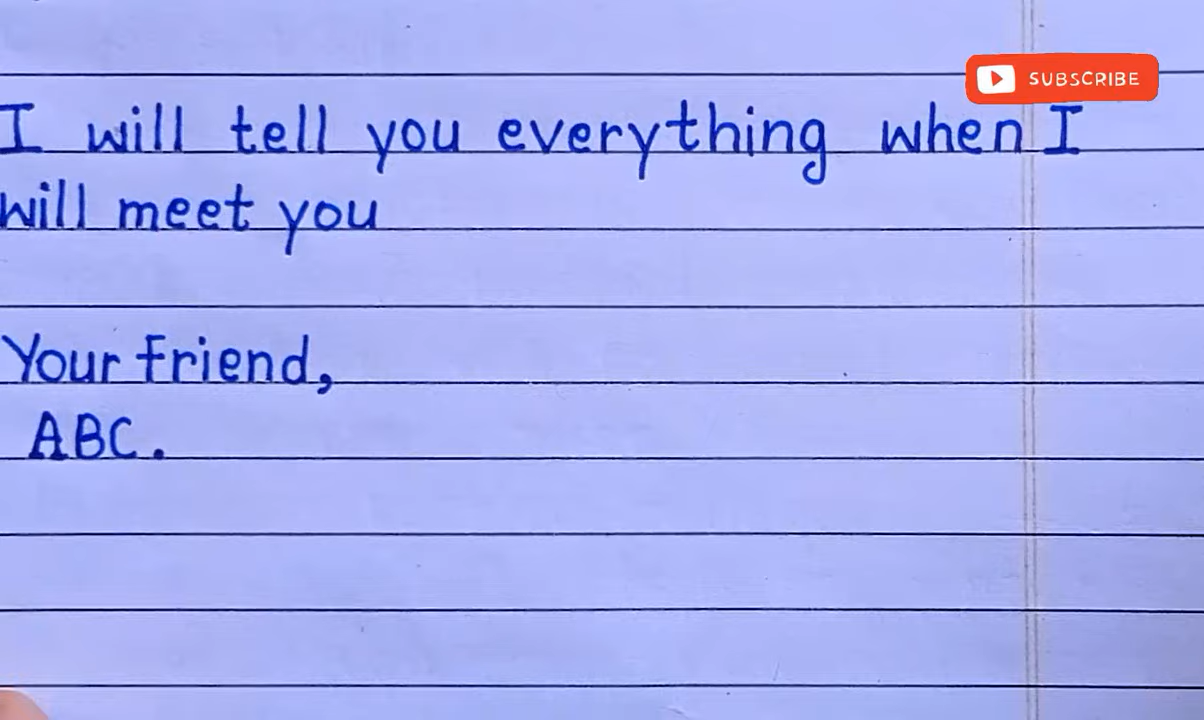 SUBSCRIBE
I will tell you everything when I
will meet you
Your friend,
ABC.